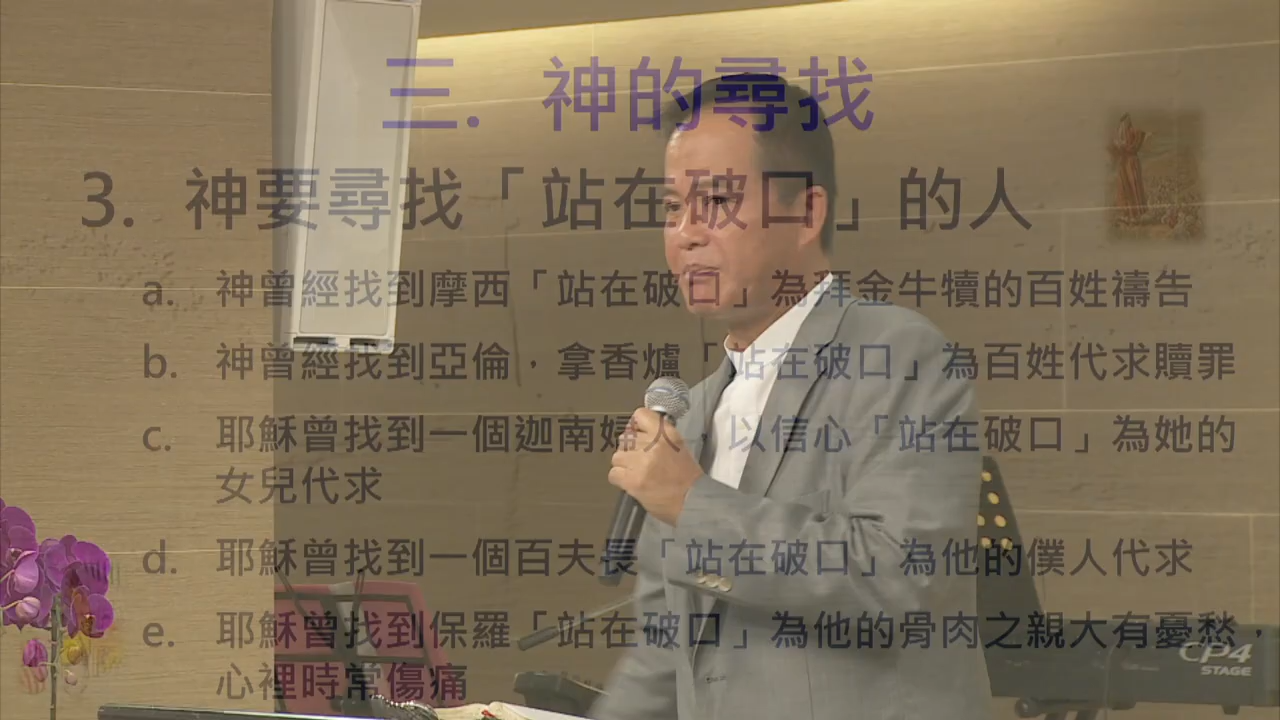 三. 神的尋找
3. 神要尋找「站在破口」的人
a. 神曾經找到摩西「站在破口」為拜金牛犢的百姓禱告
b. 神曾經找到亞倫，拿香爐「站在破口」為百姓代求贖罪
c. 耶穌曾找到一個迦南婦人，以信心「站在破口」為她的
女兒代求
d. 耶穌曾找到一個百夫長「站在破口」為他的僕人代求
e. 耶穌曾找到保羅「站在破口」為他的骨肉之親大有憂愁，
心裡時常傷痛
CP4
STAGE